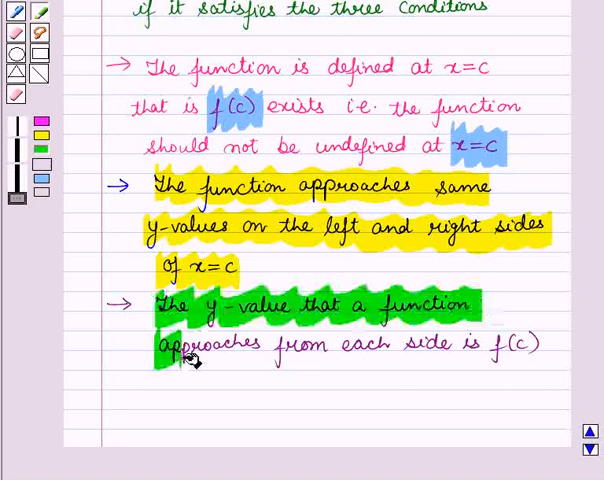 if it satisfies the three conditions
→ The function is defined at x=c
that is f(c) exists i.e. the function
should not be undefined at x=c
→ The function approaches same
y-values on the left and right sides
of x=c
→ The y-value that a function
approaches from each side is f(c)